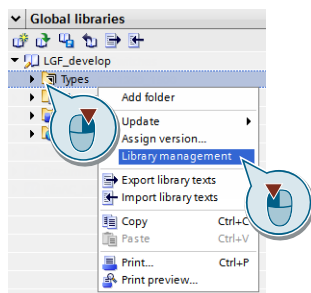 Global libraries
LGF_develop
Types
Add folder
Update
Assign version...
Library management
Export library texts
Import library texts
Copy Ctrl+C
Paste Ctrl+V
Print... Ctrl+P
Print preview...